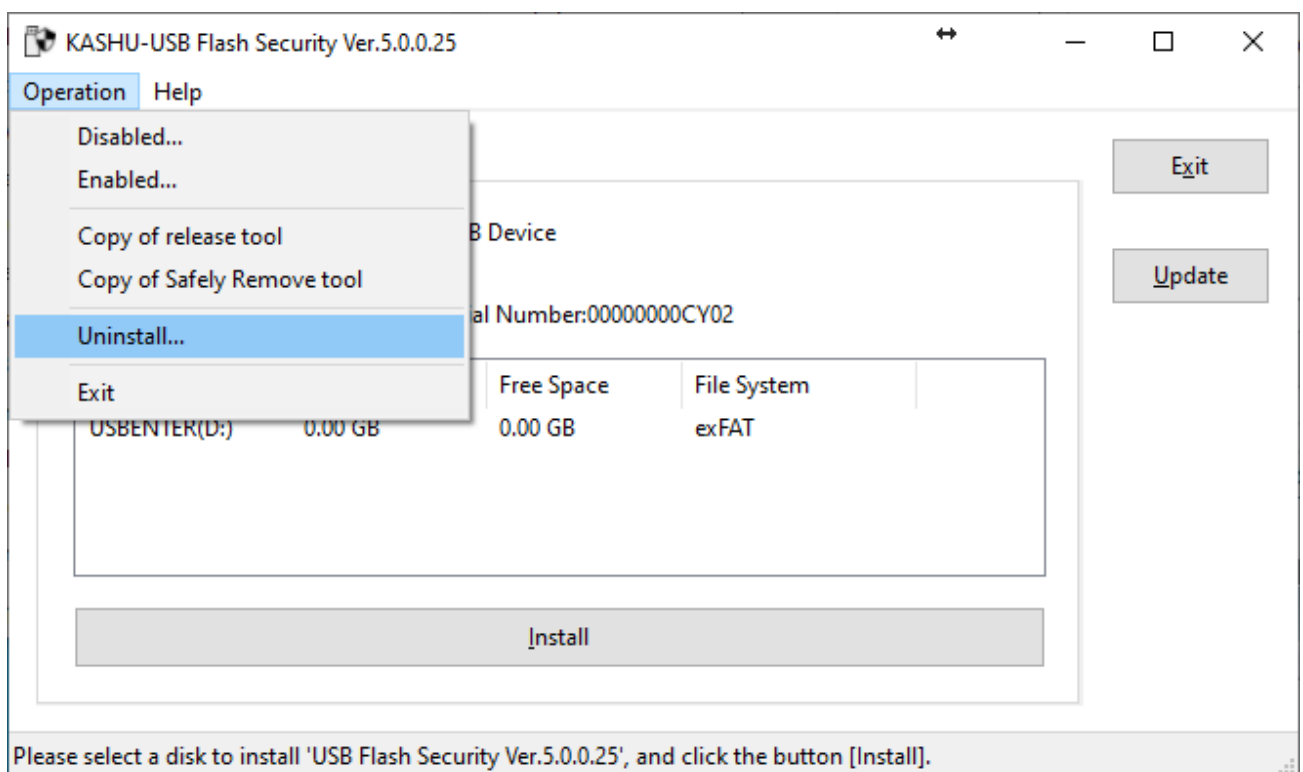 KASHU-USB Flash Security Ver.5.0.0.25
Operation Help
Disabled...
Enabled...
Copy of release tool
Copy of Safely Remove tool
Uninstall...
Exit
Exit
Update
B Device
al Number:00000000CY02
Free Space File System
USBENTER(D:) 0.00 GB 0.00 GB exFAT
Install
Please select a disk to install 'USB Flash Security Ver.5.0.0.25', and click the button [Install].